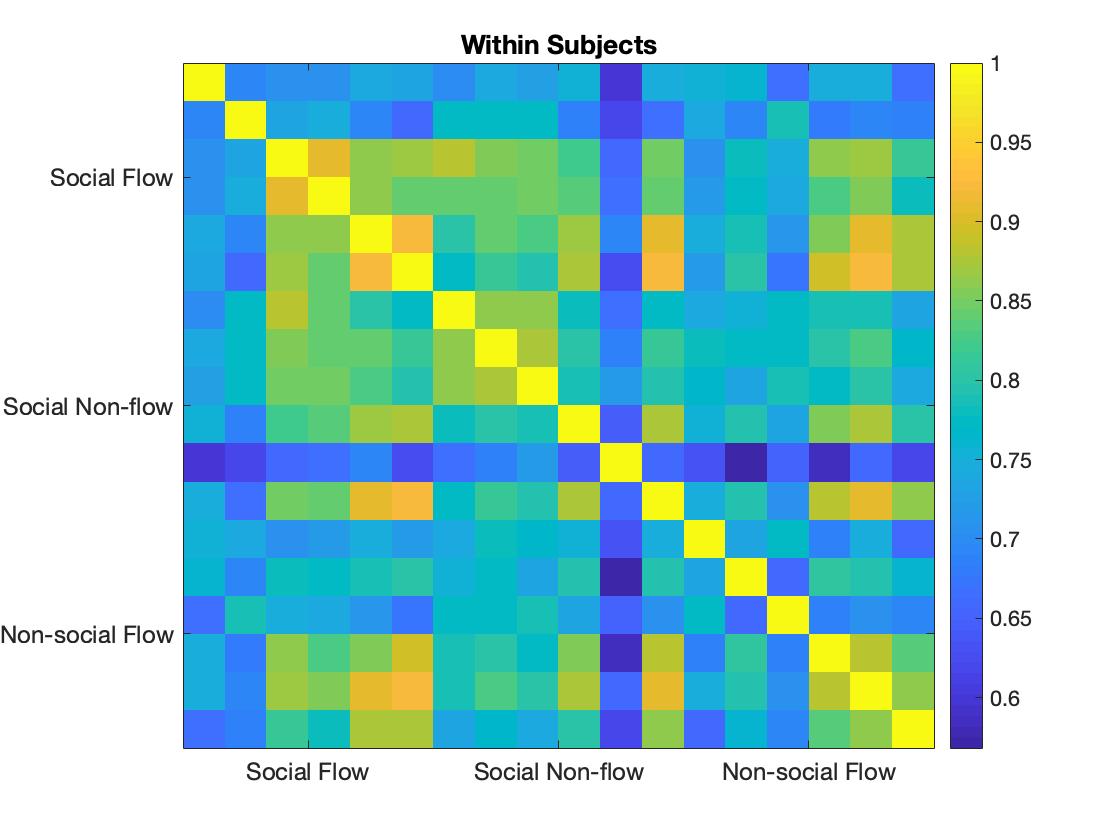 Within Subjects
Social Flow
Social Non-flow
Non-social Flow
Social Flow
Social Non-flow
Non-social Flow
1
0.95
0.9
0.85
0.8
0.75
0.7
0.65
0.6